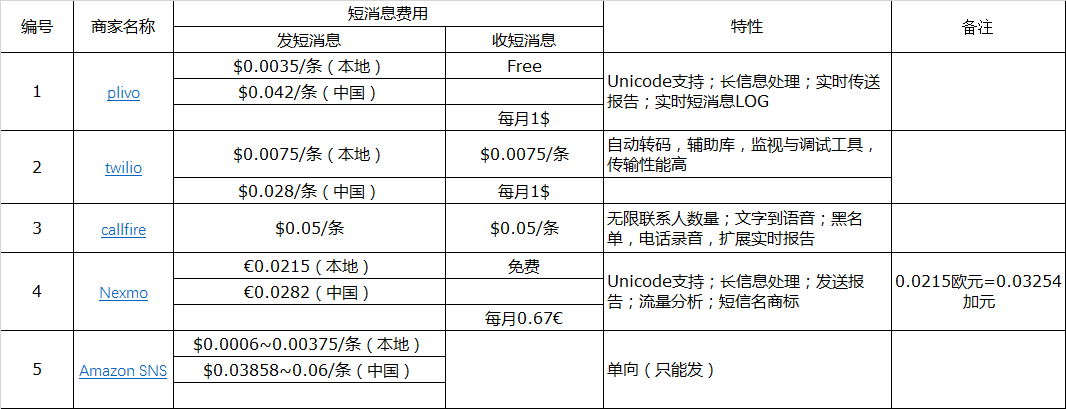 编号
商家名称
短消息费用
特性
备注
发短消息
收短消息
1
plivo
$0.0035/条（本地）
Free
Unicode支持；长信息处理；实时传送
报告；实时短消息LOG
$0.042/条（中国）
每月1$
2
twilio
$0.0075/条（本地）
$0.0075/条
自动转码，辅助库，监视与调试工具，
传输性能高
$0.028/条（中国）
每月1$
3
callfire
$0.05/条
$0.05/条
无限联系人数量；文字到语音；黑名
单，电话录音，扩展实时报告
4
Nexmo
€0.0215（本地）
免费
Unicode支持；长信息处理；发送报
告；流量分析；短信名商标
0.0215欧元=0.03254
加元
€0.0282（中国）
每月0.67€
5
Amazon SNS
$0.0006~0.00375/条（本地）
单向（只能发）
$0.03858~0.06/条（中国）